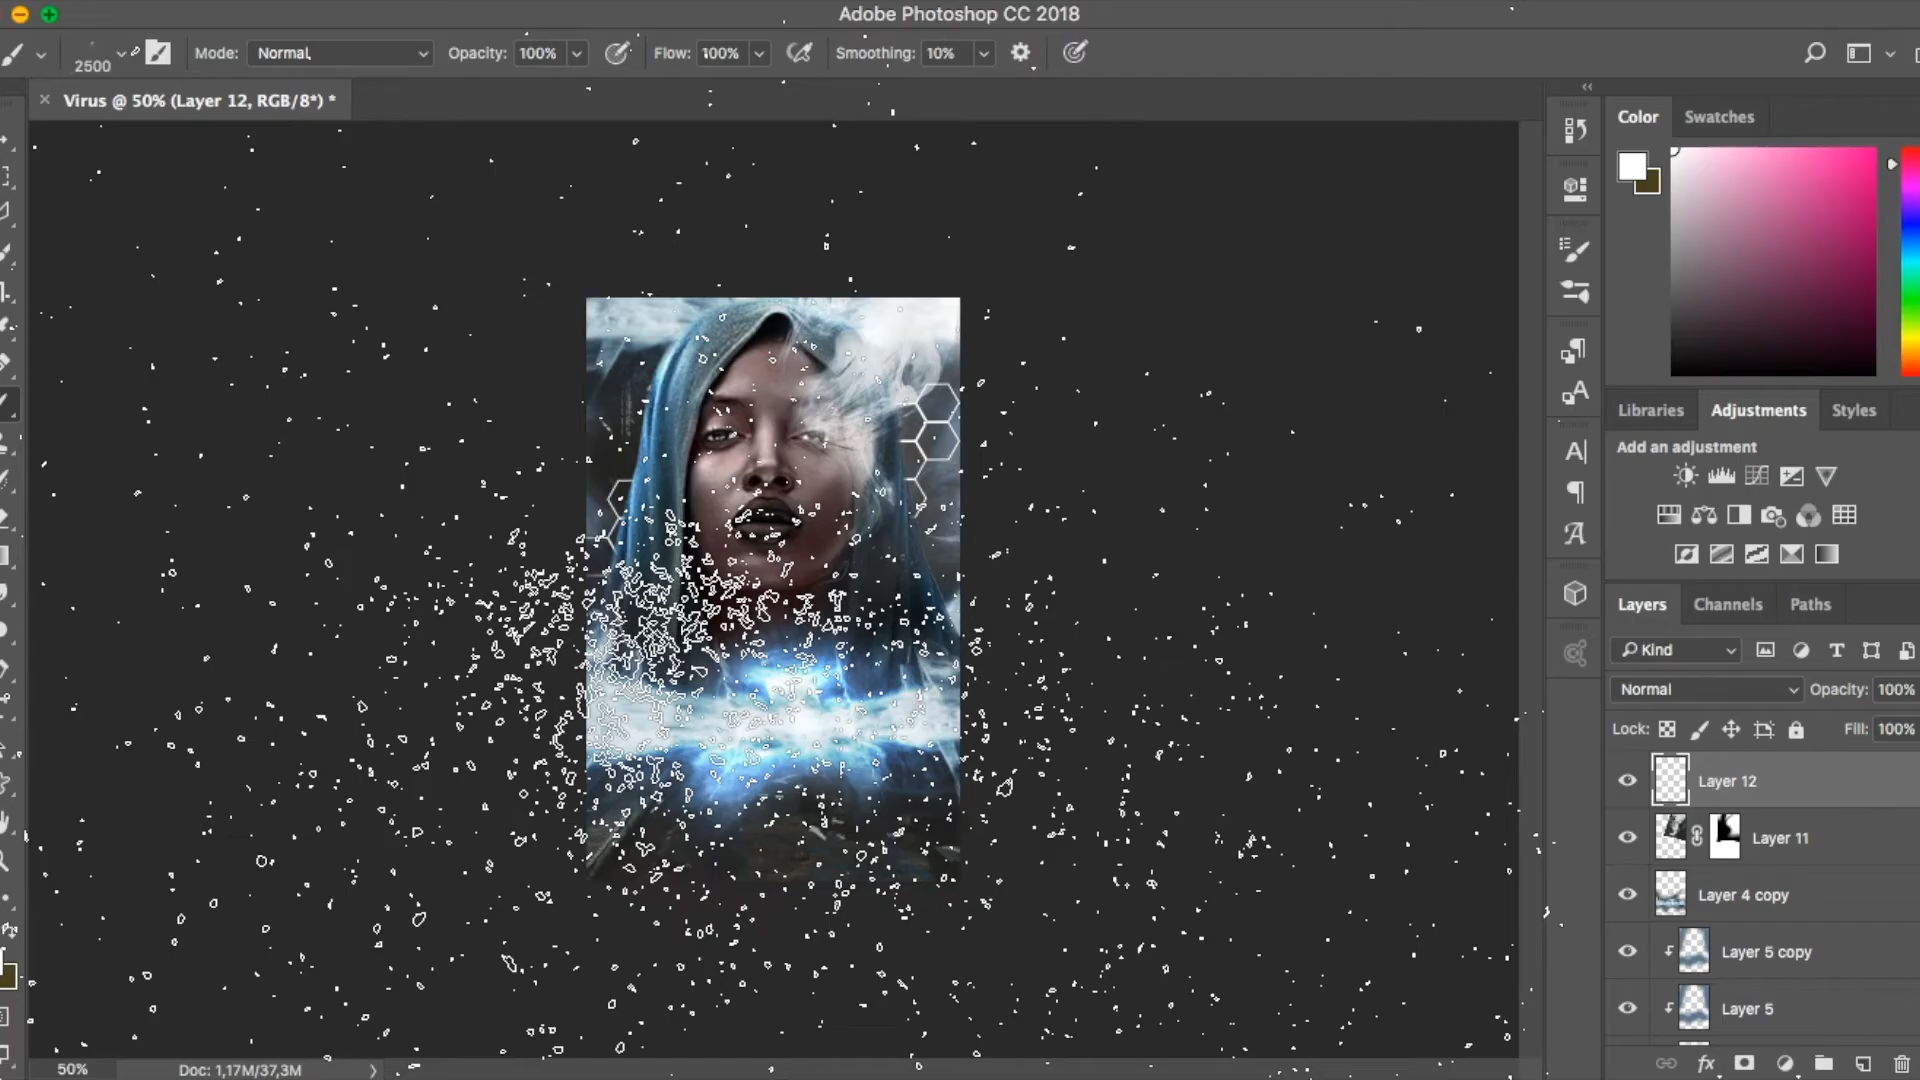 Adobe Photoshop CC 2018
2500
Mode: Normal
Opacity: 100%
Flow: 100%
Smoothing: 10%
Virus @ 50% (Layer 12, RGB/8*) *
Color
Swatches
Libraries
Adjustments
Styles
Add an adjustment
Layers
Channels
Paths
Kind
Normal
Opacity: 100%
Lock:
Fill: 100%
Layer 12
Layer 11
Layer 4 copy
Layer 5 copy
Layer 5
50%
Doc: 1,17M/37,3M